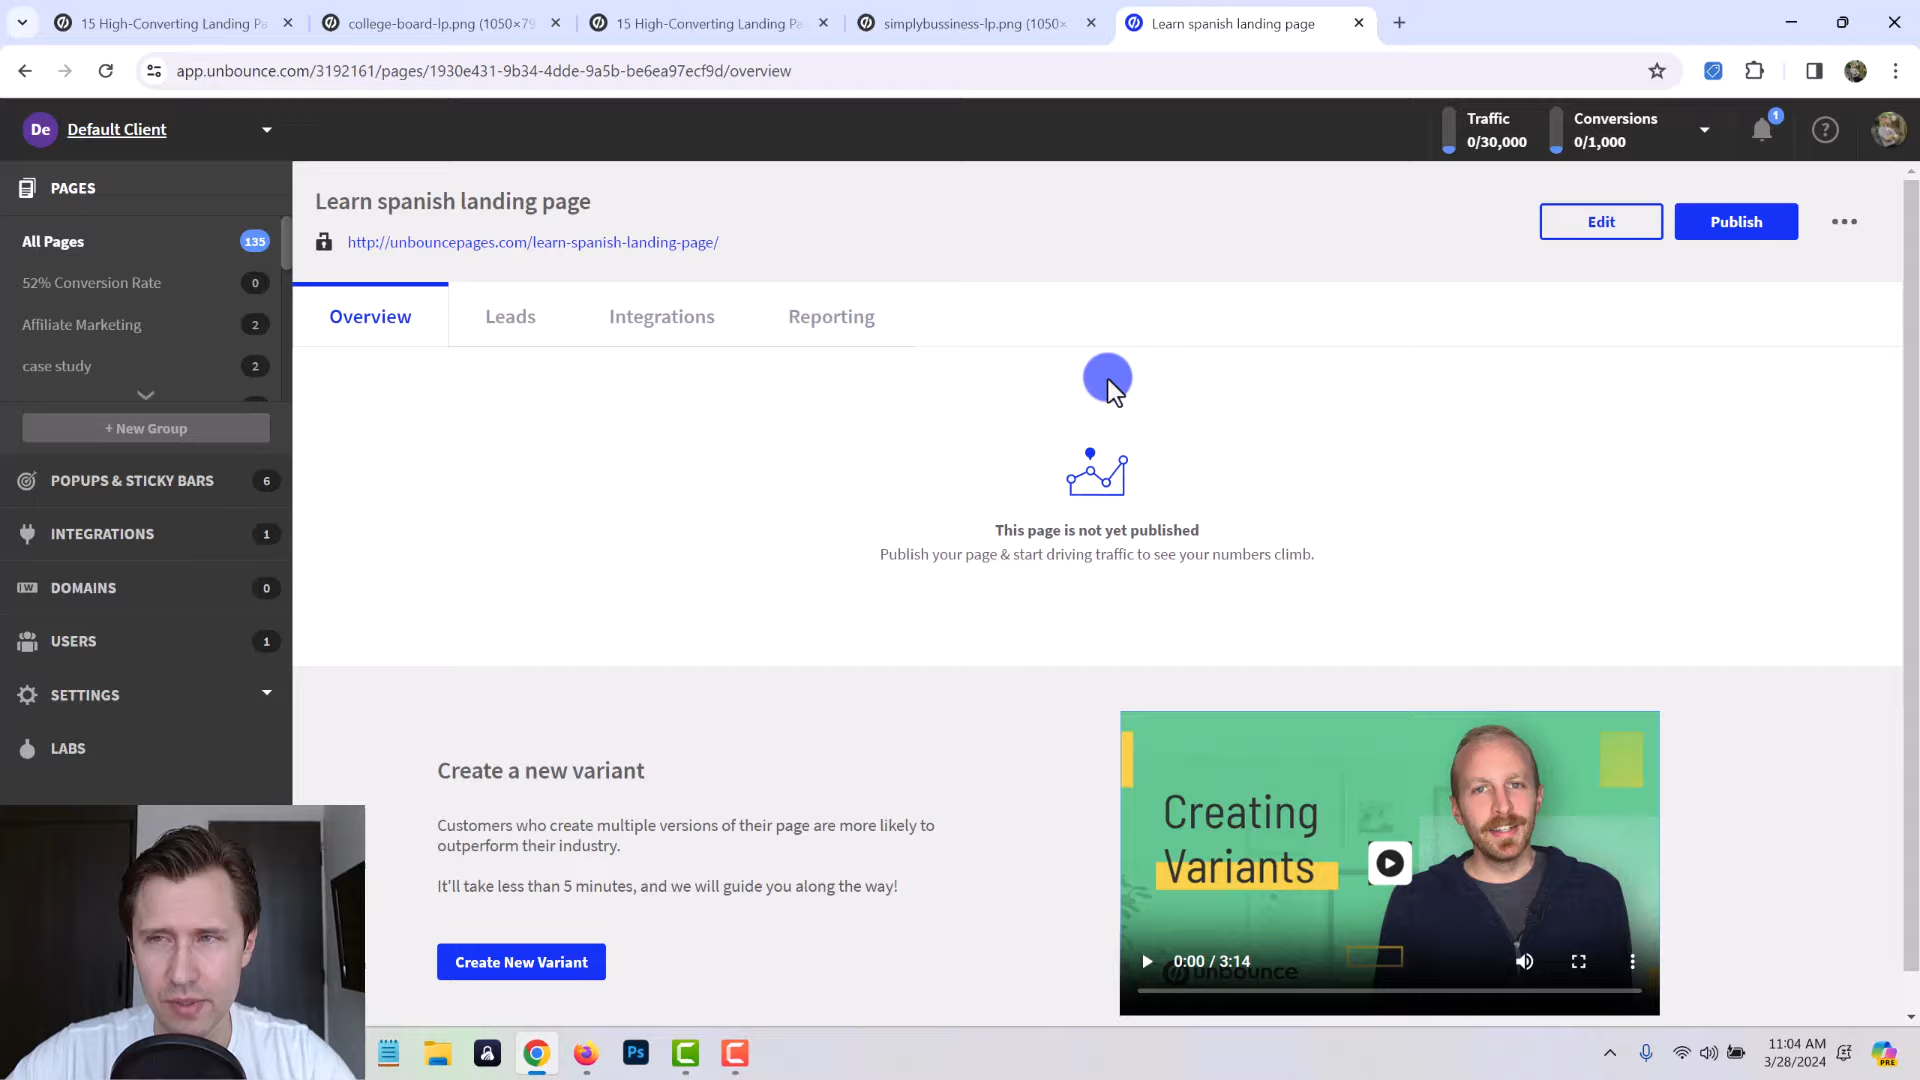 15 High-Converting Landing Pa
college-board-lp.png (1050×79
15 High-Converting Landing Pa
simplybussiness-lp.png (1050×
Learn spanish landing page
app.unbounce.com/3192161/pages/1930e431-9b34-4dde-9a5b-be6ea97ecf9d/overview
De
Default Client
Traffic
0/30,000
Conversions
0/1,000
1
PAGES
All Pages 135
52% Conversion Rate 0
Affiliate Marketing 2
case study 2
+ New Group
POPUPS & STICKY BARS 6
INTEGRATIONS 1
DOMAINS 0
USERS 1
SETTINGS
LABS
Learn spanish landing page
http://unbouncepages.com/learn-spanish-landing-page/
Edit
Publish
Overview
Leads
Integrations
Reporting
This page is not yet published
Publish your page & start driving traffic to see your numbers climb.
Create a new variant
Customers who create multiple versions of their page are more likely to
outperform their industry.
It'll take less than 5 minutes, and we will guide you along the way!
Create New Variant
Creating
Variants
0:00 / 3:14
unbounce
Ps
11:04 AM
3/28/2024
PRE